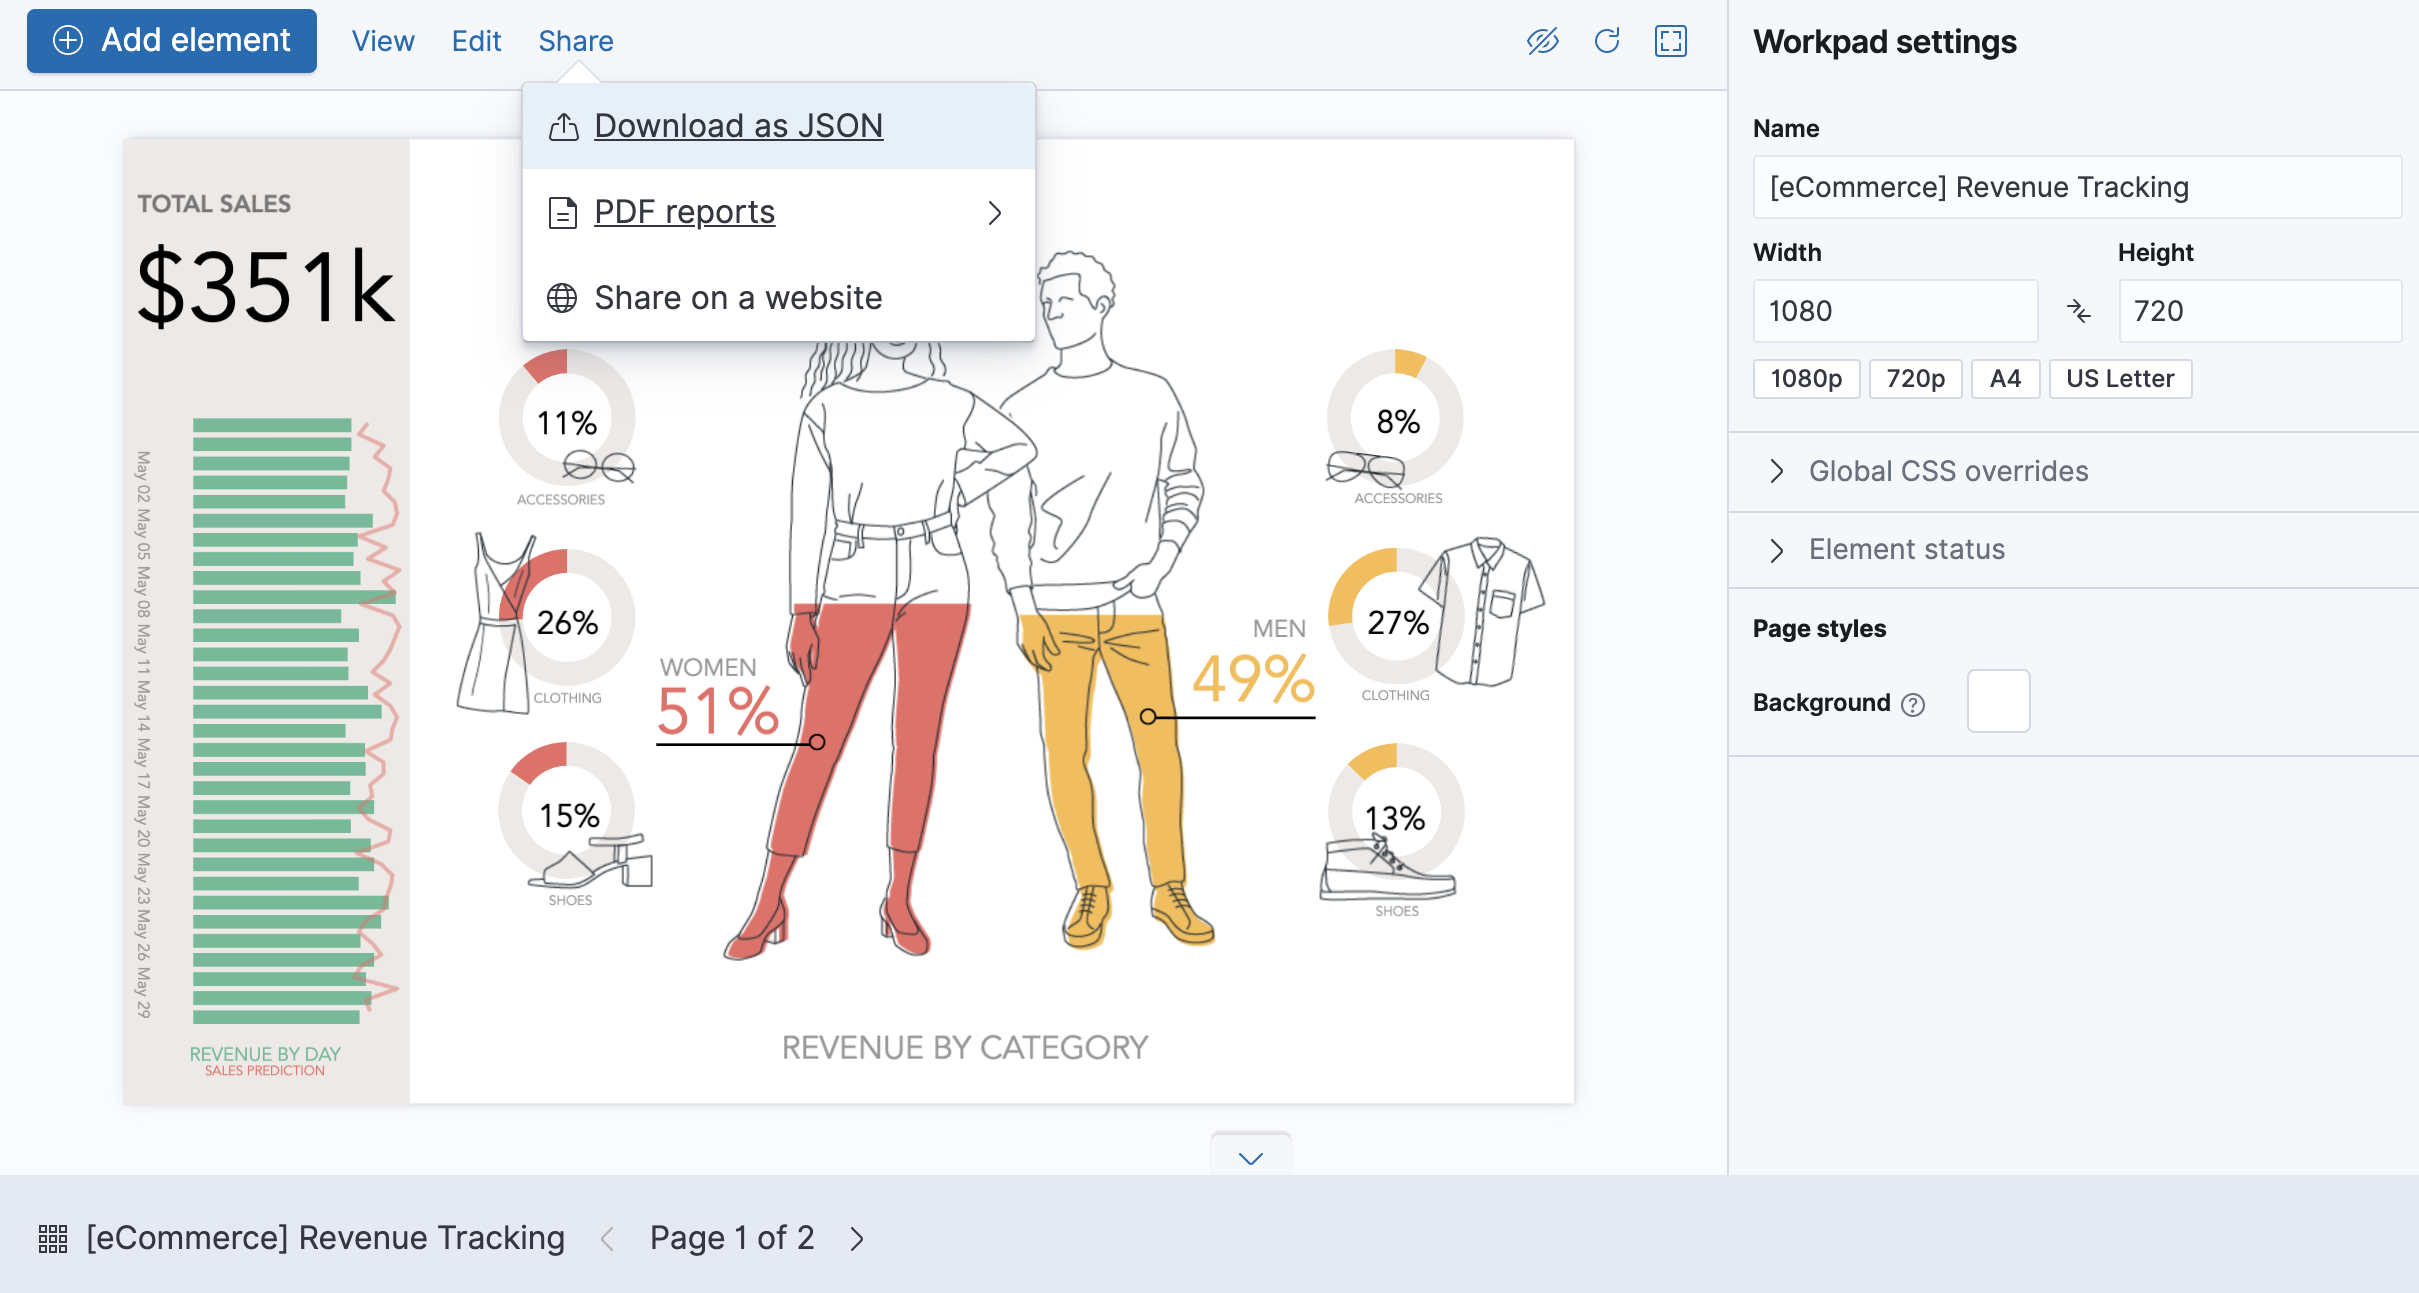 Add element
View
Edit
Share
Download as JSON
PDF reports
Share on a website
TOTAL SALES
$351k
May 02 May 05 May 08 May 11 May 14 May 17 May 20 May 23 May 26 May 29
REVENUE BY DAY
SALES PREDICTION
11%
ACCESSORIES
26%
CLOTHING
15%
SHOES
WOMEN
51%
MEN
49%
8%
ACCESSORIES
27%
CLOTHING
13%
SHOES
REVENUE BY CATEGORY
Workpad settings
Name
[eCommerce] Revenue Tracking
Width
Height
1080
720
1080p
720p
A4
US Letter
Global CSS overrides
Element status
Page styles
Background
[eCommerce] Revenue Tracking
Page 1 of 2